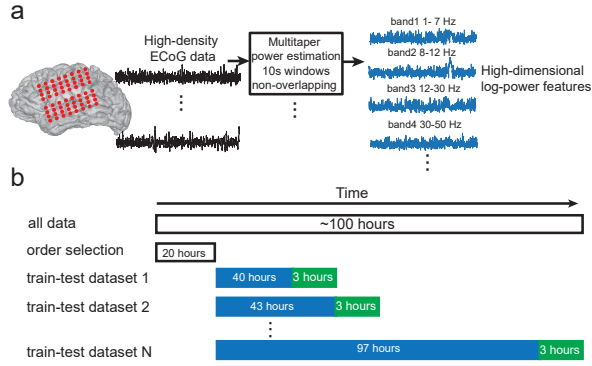 a
High-density
ECoG data
Multitaper
power estimation
10s windows
non-overlapping
band1 1- 7 Hz
band2 8-12 Hz
band3 12-30 Hz
band4 30-50 Hz
High-dimensional
log-power features
b
Time
all data
~100 hours
order selection
20 hours
train-test dataset 1
40 hours
3 hours
train-test dataset 2
43 hours
3 hours
train-test dataset N
97 hours
3 hours